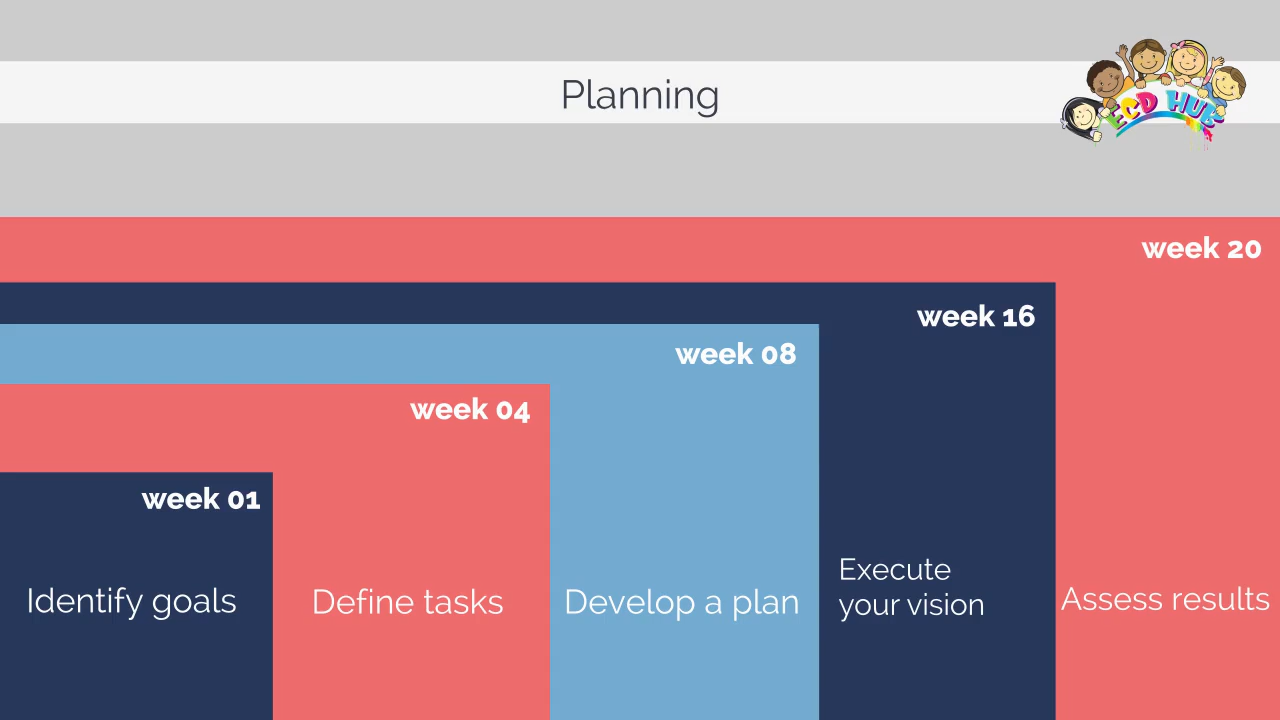 Planning
ECD HUB
week 20
week 16
week 08
week 04
week 01
Identify goals
Define tasks
Develop a plan
Execute
your vision
Assess results